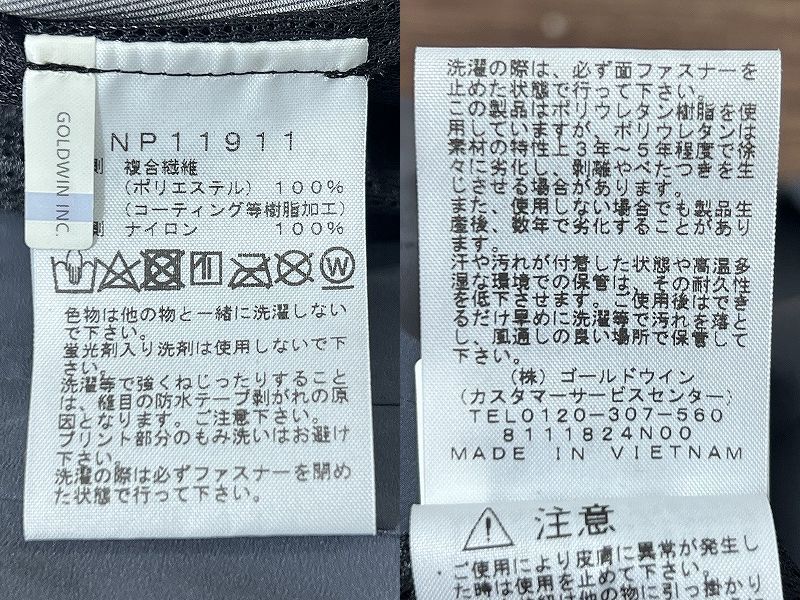 GOLDWIN INC.
NP11911
側 複合繊維
(ポリエステル) 100%
(コーティング等樹脂加工)
側 ナイロン 100%
W
色物は他の物と一緒に洗濯しない
で下さい。
蛍光剤入り洗剤は使用しないで下
さい。
洗濯等で強くねじったりすること
は、縫目の防水テープ剥がれの原
因となります。ご注意下さい。
プリント部分のもみ洗いはお避け
下さい。
洗濯の際は必ずファスナーを閉め
た状態で行って下さい。
洗濯の際は、必ず面ファスナーを
止めた状態で行って下さい。
この製品はポリウレタン樹脂を使
用していますが、ポリウレタンは
素材の特性上3年~5年程度で徐
々に劣化し、剥離やべたつきを生
じさせる場合があります。
また、使用しない場合でも製品生
産後、数年で劣化することがあり
ます。
汗や汚れが付着した状態や高温多
湿な環境での保管は、その耐久性
を低下させます。ご使用後はでき
るだけ早めに洗濯等で汚れを落と
し、風通しの良い場所で保管して
下さい。
(株) ゴールドウイン
(カスタマーサービスセンター)
TEL0120-307-560
8111824N00
MADE IN VIETNAM
注意
・ご使用により皮膚に異常が発生し
た時は使用を止めて下さい。
は他の物に引っ掛かり